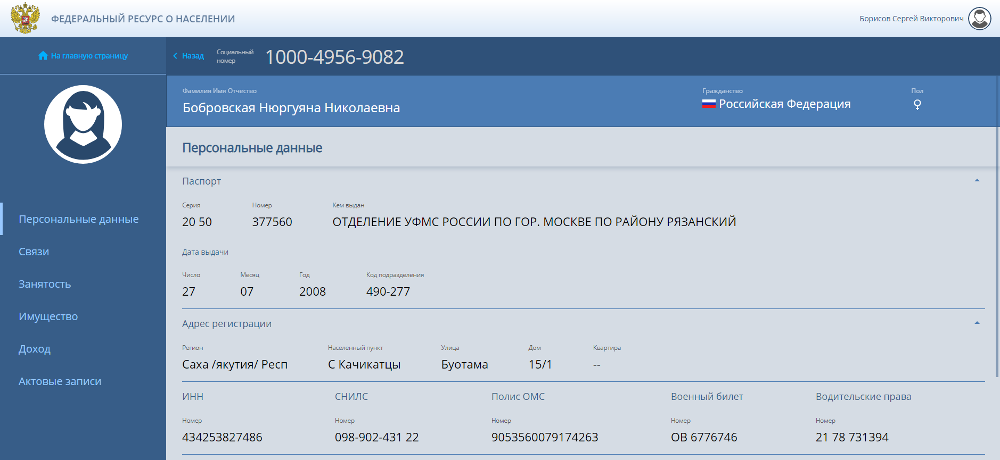 ФЕДЕРАЛЬНЫЙ РЕСУРС О НАСЕЛЕНИИ
Борисов Сергей Викторович
На главную страницу
Назад
Социальный
номер
1000-4956-9082
Фамилия Имя Отчество
Бобровская Нюргуяна Николаевна
Гражданство
Российская Федерация
Пол
Персональные данные
Связи
Занятость
Имущество
Доход
Актовые записи
Персональные данные
Паспорт
Серия Номер Кем выдан
20 50 377560 ОТДЕЛЕНИЕ УФМС РОССИИ ПО ГОР. МОСКВЕ ПО РАЙОНУ РЯЗАНСКИЙ
Дата выдачи
Число Месяц Год Код подразделения
27 07 2008 490-277
Адрес регистрации
Регион Населенный пункт Улица Дом Квартира
Саха /якутия/ Респ С Качикатцы Буотама 15/1 --
ИНН СНИЛС Полис ОМС Военный билет Водительские права
Номер Номер Номер Номер Номер
434253827486 098-902-431 22 9053560079174263 ОВ 6776746 21 78 731394